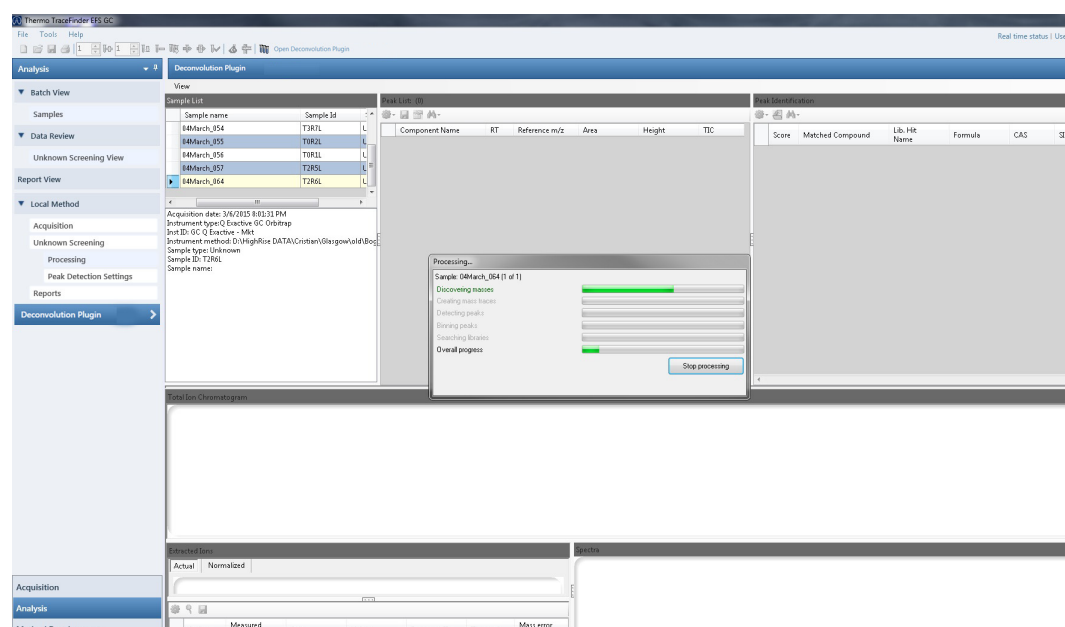 Thermo TraceFinder EFS GC
File Tools Help
Real time status | Use
1 1 Open Deconvolution Plugin
Analysis
Deconvolution Plugin
Batch View
Samples
Data Review
Unknown Screening View
Report View
Local Method
Acquisition
Unknown Screening
Processing
Peak Detection Settings
Reports
Deconvolution Plugin
View
Sample List
Sample name Sample Id
04March_054 T3R7L
04March_055 T0R2L
04March_056 T0R1L
04March_057 T2R5L
04March_064 T2R6L
Acquisition date: 3/6/2015 8:01:31 PM
Instrument type:Q Exactive GC Orbitrap
Inst ID: GC Q Exactive - Mkt
Instrument method: D:\HighRise DATA\Cristian\Glasgow\old\Bog
Sample type: Unknown
Sample ID: T2R6L
Sample name:
Peak List: (0)
Component Name RT Reference m/z Area Height TIC
Peak Identification
Score Matched Compound Lib. Hit Name Formula CAS SI
Processing...
Sample: 04March_064 (1 of 1)
Discovering masses
Creating mass traces
Detecting peaks
Binning peaks
Searching libraries
Overall progress
Stop processing
Total Ion Chromatogram
Extracted Ions
Actual Normalized
Measured Mass error
Spectra
Acquisition
Analysis